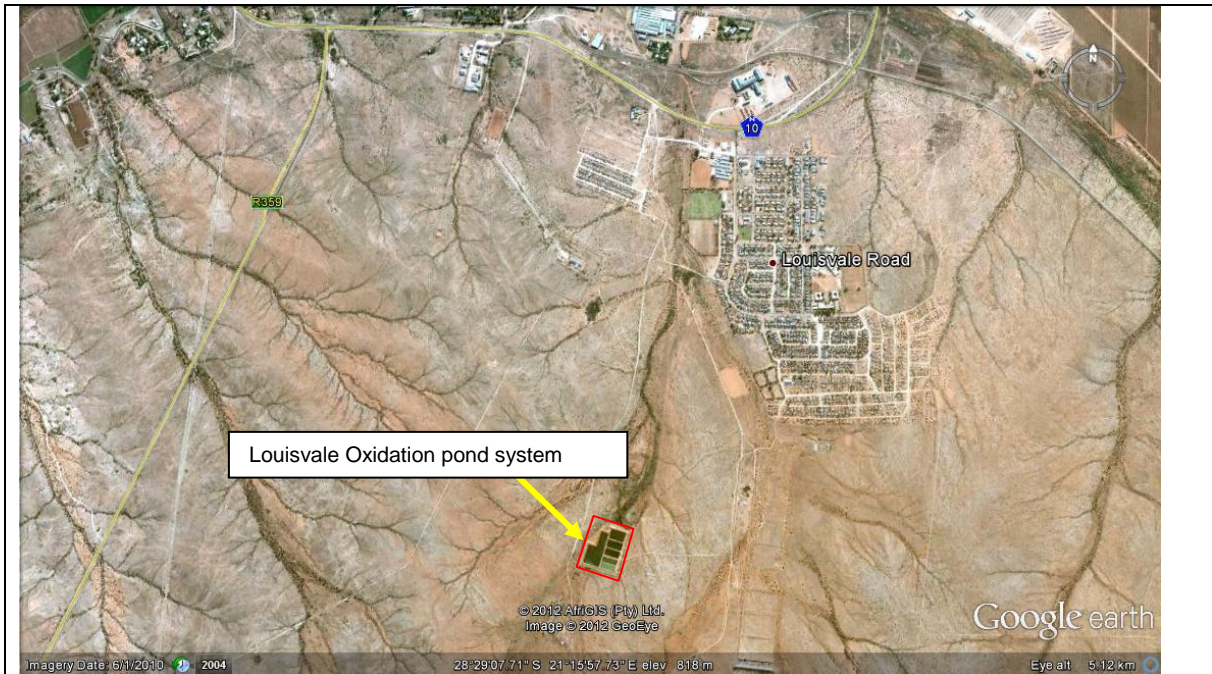 N
10
R359
Louisvale Road
Louisvale Oxidation pond system
© 2012 AfriGIS (Pty) Ltd.
Image © 2012 GeoEye
Google earth
Imagery Date: 6/1/2010 2004 28°29'07.71" S 21°15'57.73" E elev 818 m Eye alt 5.12 km